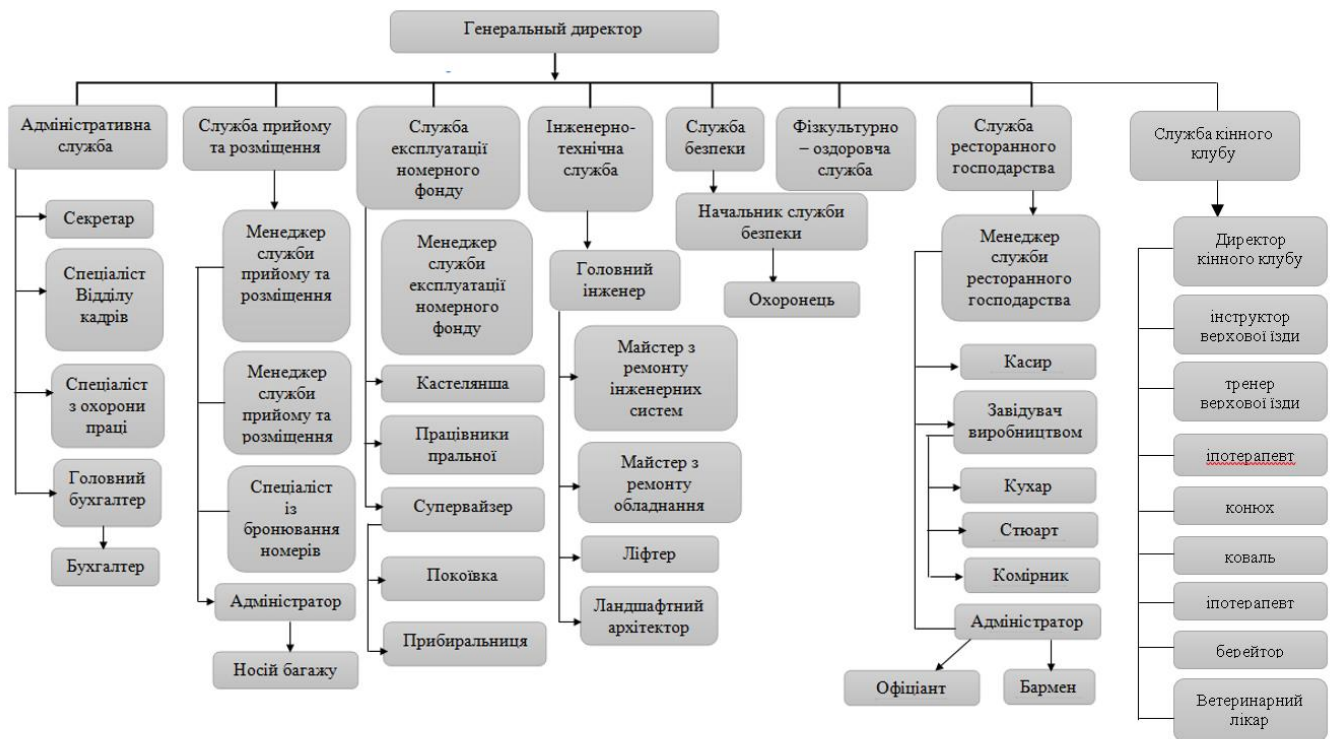 Генеральный директор
Адміністративна
служба
Секретар
Спеціаліст
Відділу
кадрів
Спеціаліст
з охорони
праці
Головний
бухгалтер
Бухгалтер
Служба прийому
та розміщення
Менеджер
служби
прийому та
розміщення
Менеджер
служби
прийому та
розміщення
Спеціаліст
із
бронювання
номерів
Адміністратор
Носій багажу
Служба
експлуатації
номерного
фонду
Менеджер
служби
експлуатації
номерного
фонду
Кастелянша
Працівники
пральної
Супервайзер
Покоївка
Прибиральниця
Інженерно-
технічна
служба
Головний
інженер
Майстер з
ремонту
інженерних
систем
Майстер з
ремонту
обладнання
Ліфтер
Ландшафтний
архітектор
Служба
безпеки
Начальник служби
безпеки
Охоронець
Фізкультурно
– оздоровча
служба
Служба
ресторанного
господарства
Менеджер
служби
ресторанного
господарства
Касир
Завідувач
виробництвом
Кухар
Стюарт
Комірник
Адміністратор
Офіціант
Бармен
Служба кінного
клубу
Директор
кінного клубу
інструктор
верхової їзди
тренер
верхової їзди
іпотерапевт
конюх
коваль
іпотерапевт
берейтор
Ветеринарний
лікар